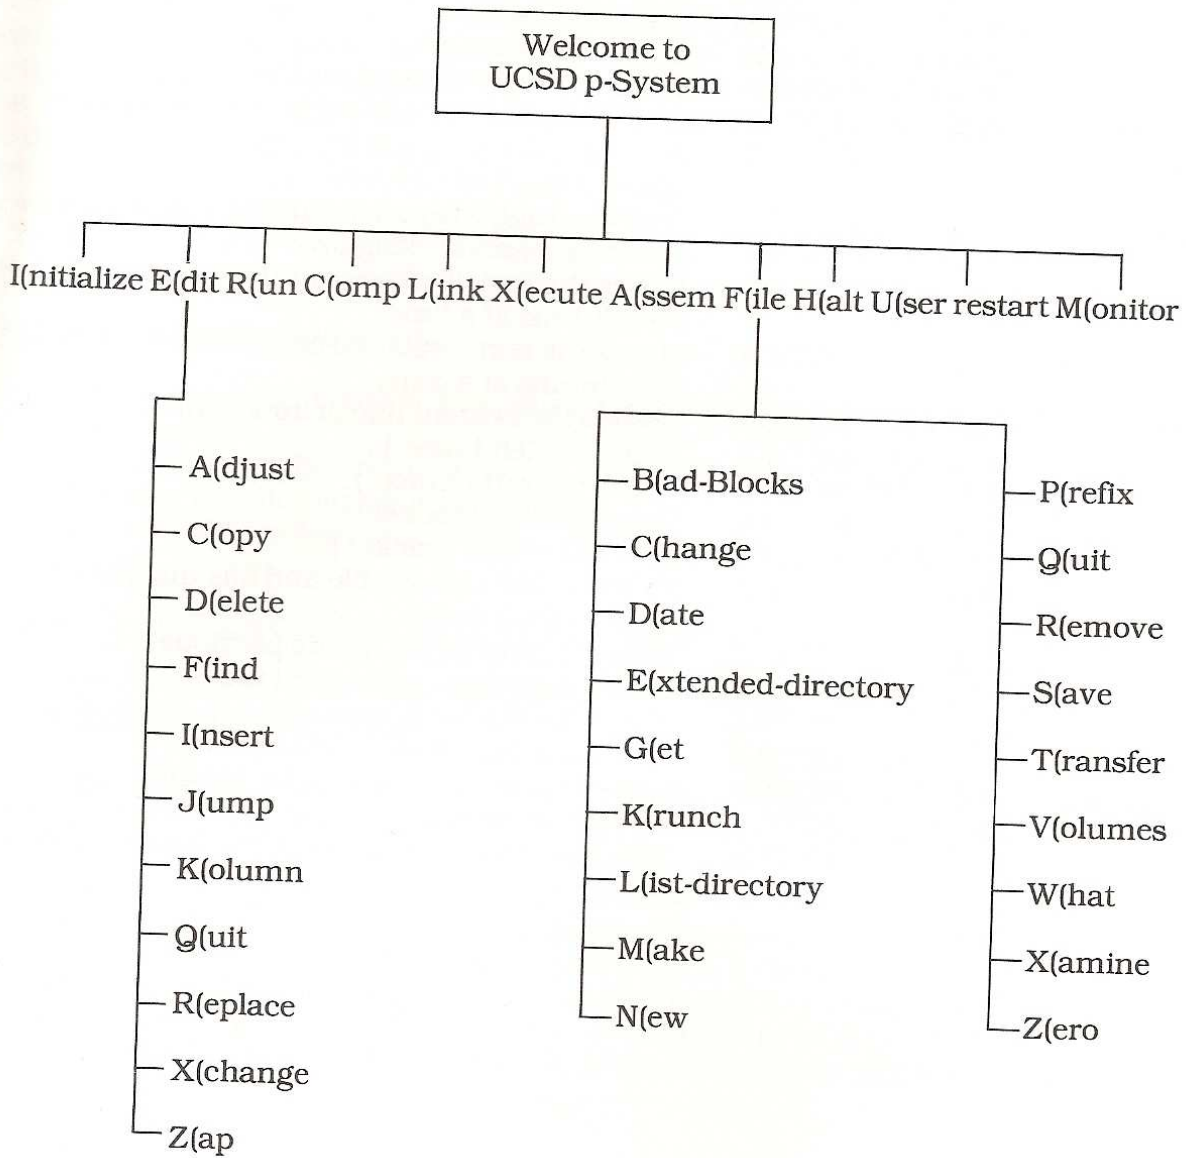 Welcome to
UCSD p-System
I(nitialize E(dit R(un C(omp L(ink X(ecute A(ssem F(ile H(alt U(ser restart M(onitor
A(djust
C(opy
D(elete
F(ind
I(nsert
J(ump
K(olumn
Q(uit
R(eplace
X(change
Z(ap
B(ad-Blocks
C(hange
D(ate
E(xtended-directory
G(et
K(runch
L(ist-directory
M(ake
N(ew
P(refix
Q(uit
R(emove
S(ave
T(ransfer
V(olumes
W(hat
X(amine
Z(ero